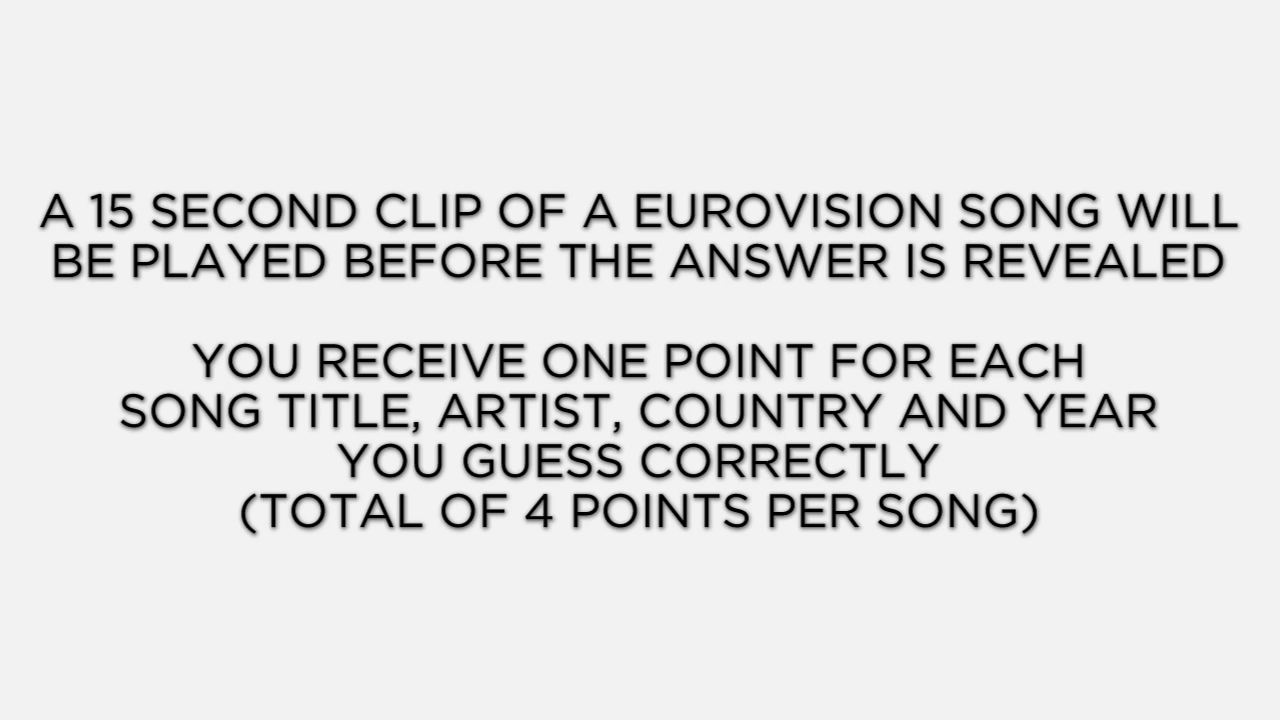 A 15 SECOND CLIP OF A EUROVISION SONG WILL
BE PLAYED BEFORE THE ANSWER IS REVEALED
YOU RECEIVE ONE POINT FOR EACH
SONG TITLE, ARTIST, COUNTRY AND YEAR
YOU GUESS CORRECTLY
(TOTAL OF 4 POINTS PER SONG)